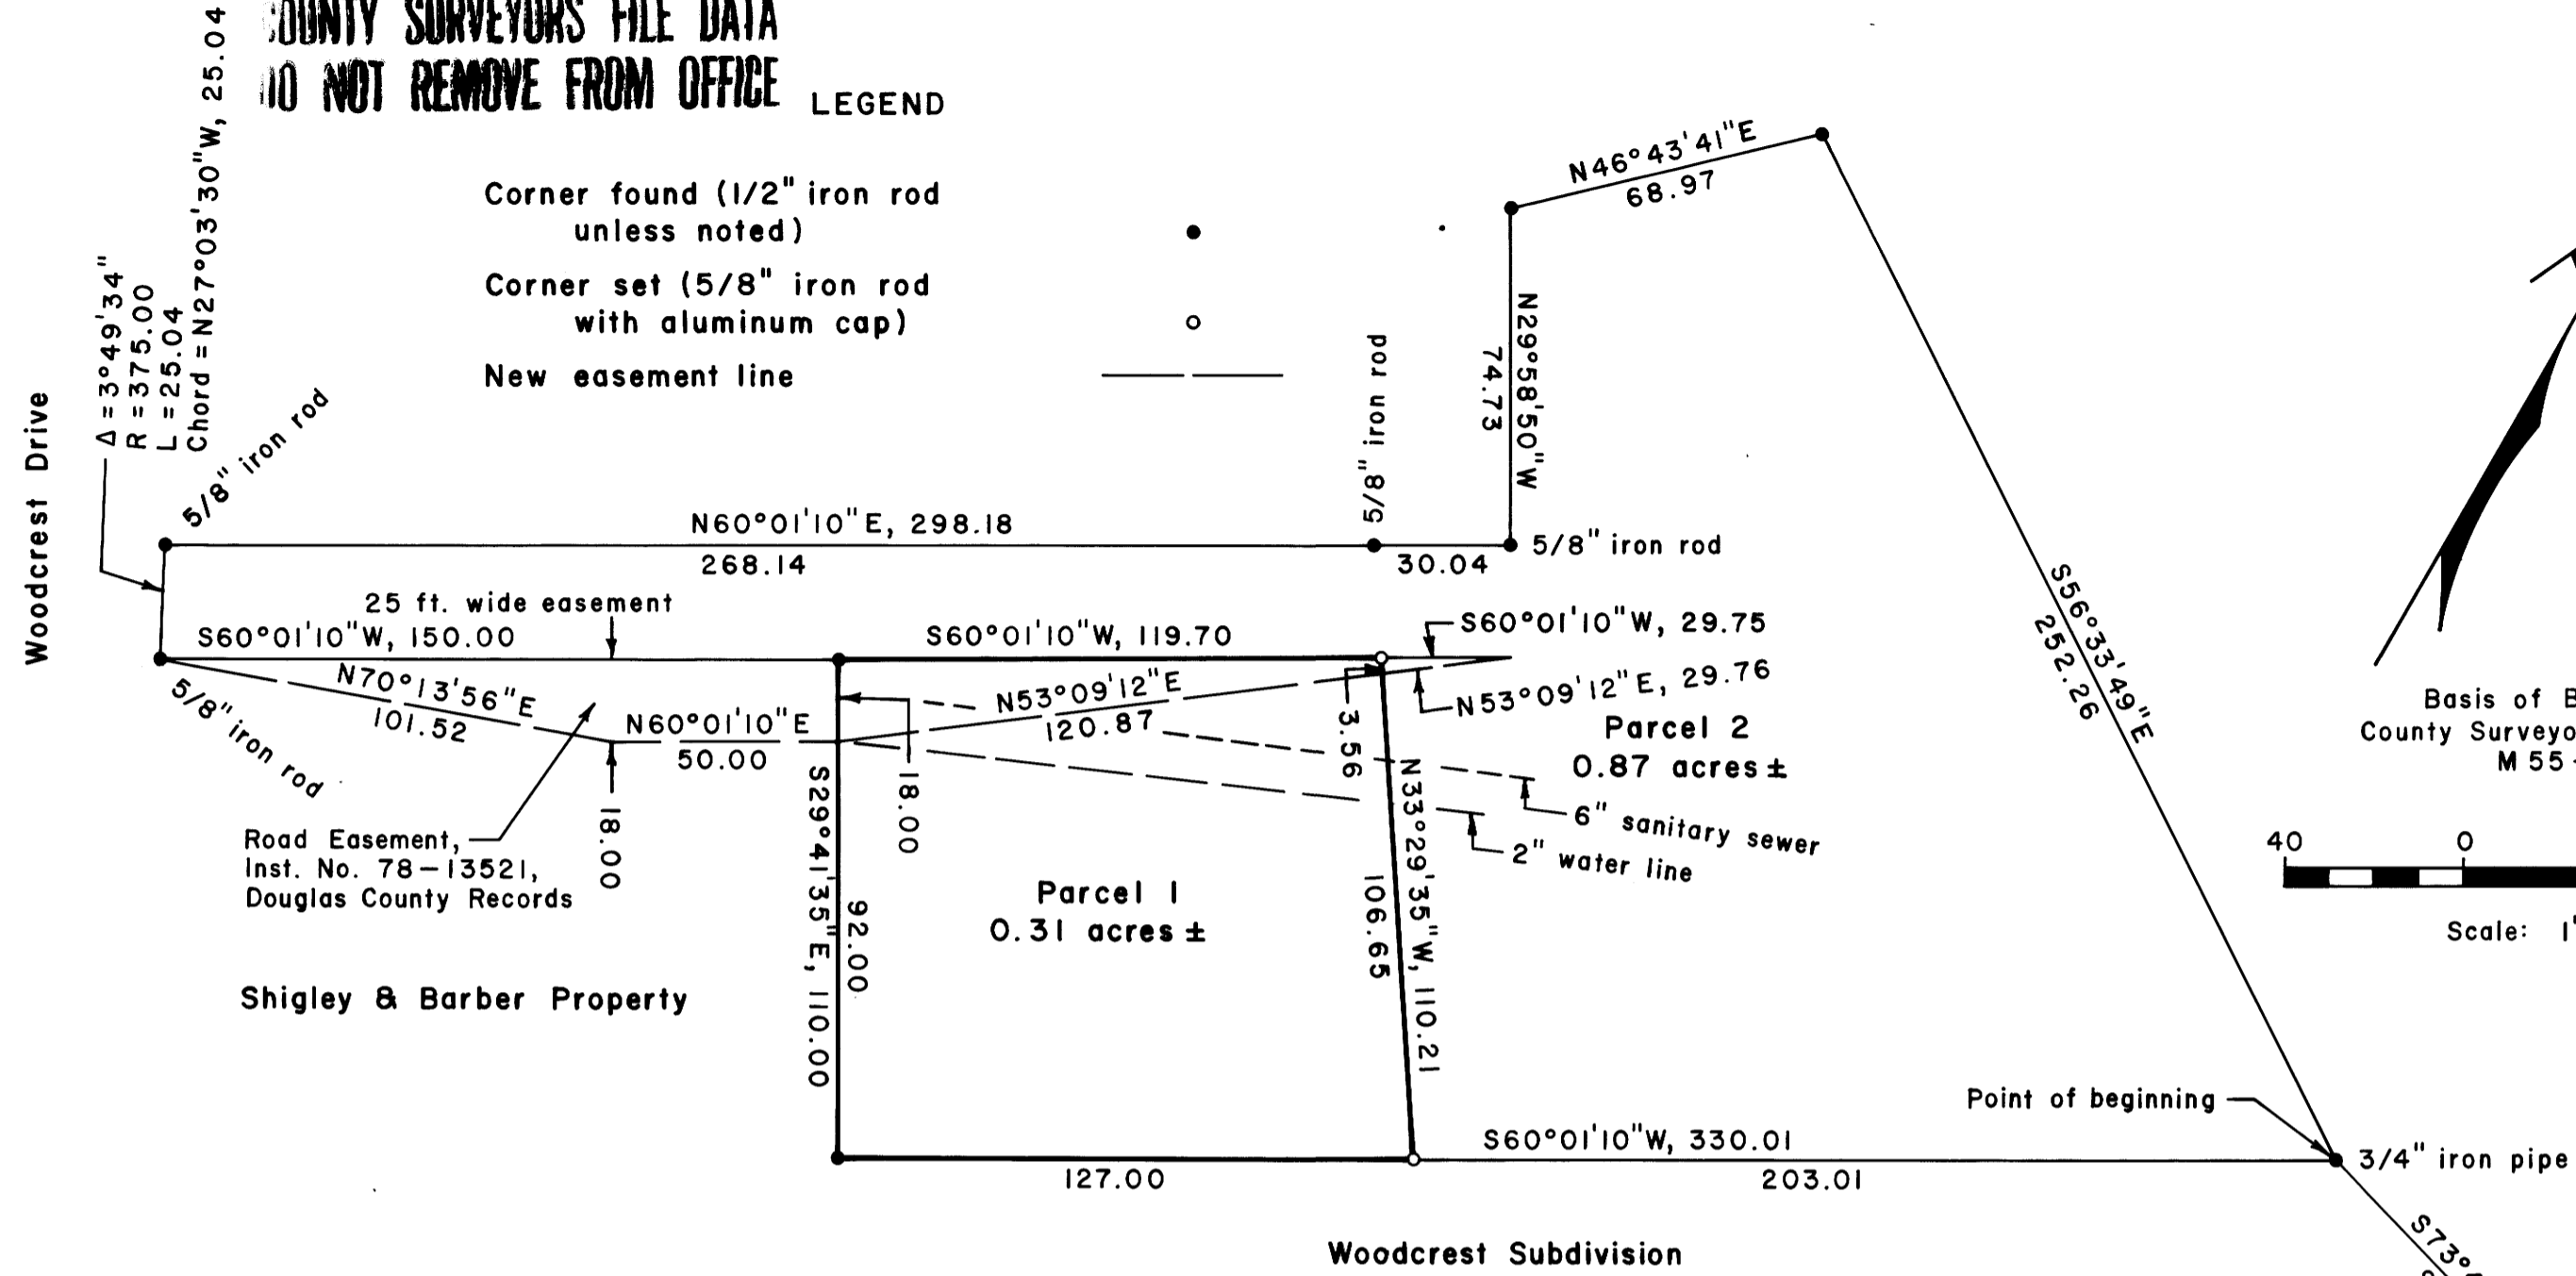 COUNTY SURVEYORS FILE DATA
DO NOT REMOVE FROM OFFICE
LEGEND
Corner found (1/2" iron rod
unless noted)
Corner set (5/8" iron rod
with aluminum cap)
New easement line
Woodcrest Drive
Δ=3°49'34"
R=375.00
L=25.04
Chord=N27°03'30"W, 25.04
5/8" iron rod
N60°01'10"E, 298.18
268.14
30.04
5/8" iron rod
5/8" iron rod
N29°58'50"W
74.73
N46°43'41"E
68.97
S56°33'49"E
252.26
25 ft. wide easement
S60°01'10"W, 150.00
S60°01'10"W, 119.70
S60°01'10"W, 29.75
N53°09'12"E, 29.76
N70°13'56"E
101.52
5/8" iron rod
N60°01'10"E
50.00
N53°09'12"E
120.87
18.00
18.00
3.56
Road Easement,
Inst. No. 78-13521,
Douglas County Records
S29°41'35"E, 110.00
92.00
Parcel 1
0.31 acres ±
N33°29'35"W, 110.21
106.65
Parcel 2
0.87 acres ±
6" sanitary sewer
2" water line
Shigley & Barber Property
Basis of
County
M 55
40 0
Scale: 1"
Point of beginning
S60°01'10"W, 330.01
3/4" iron pipe
127.00
203.01
S73°
Woodcrest Subdivision